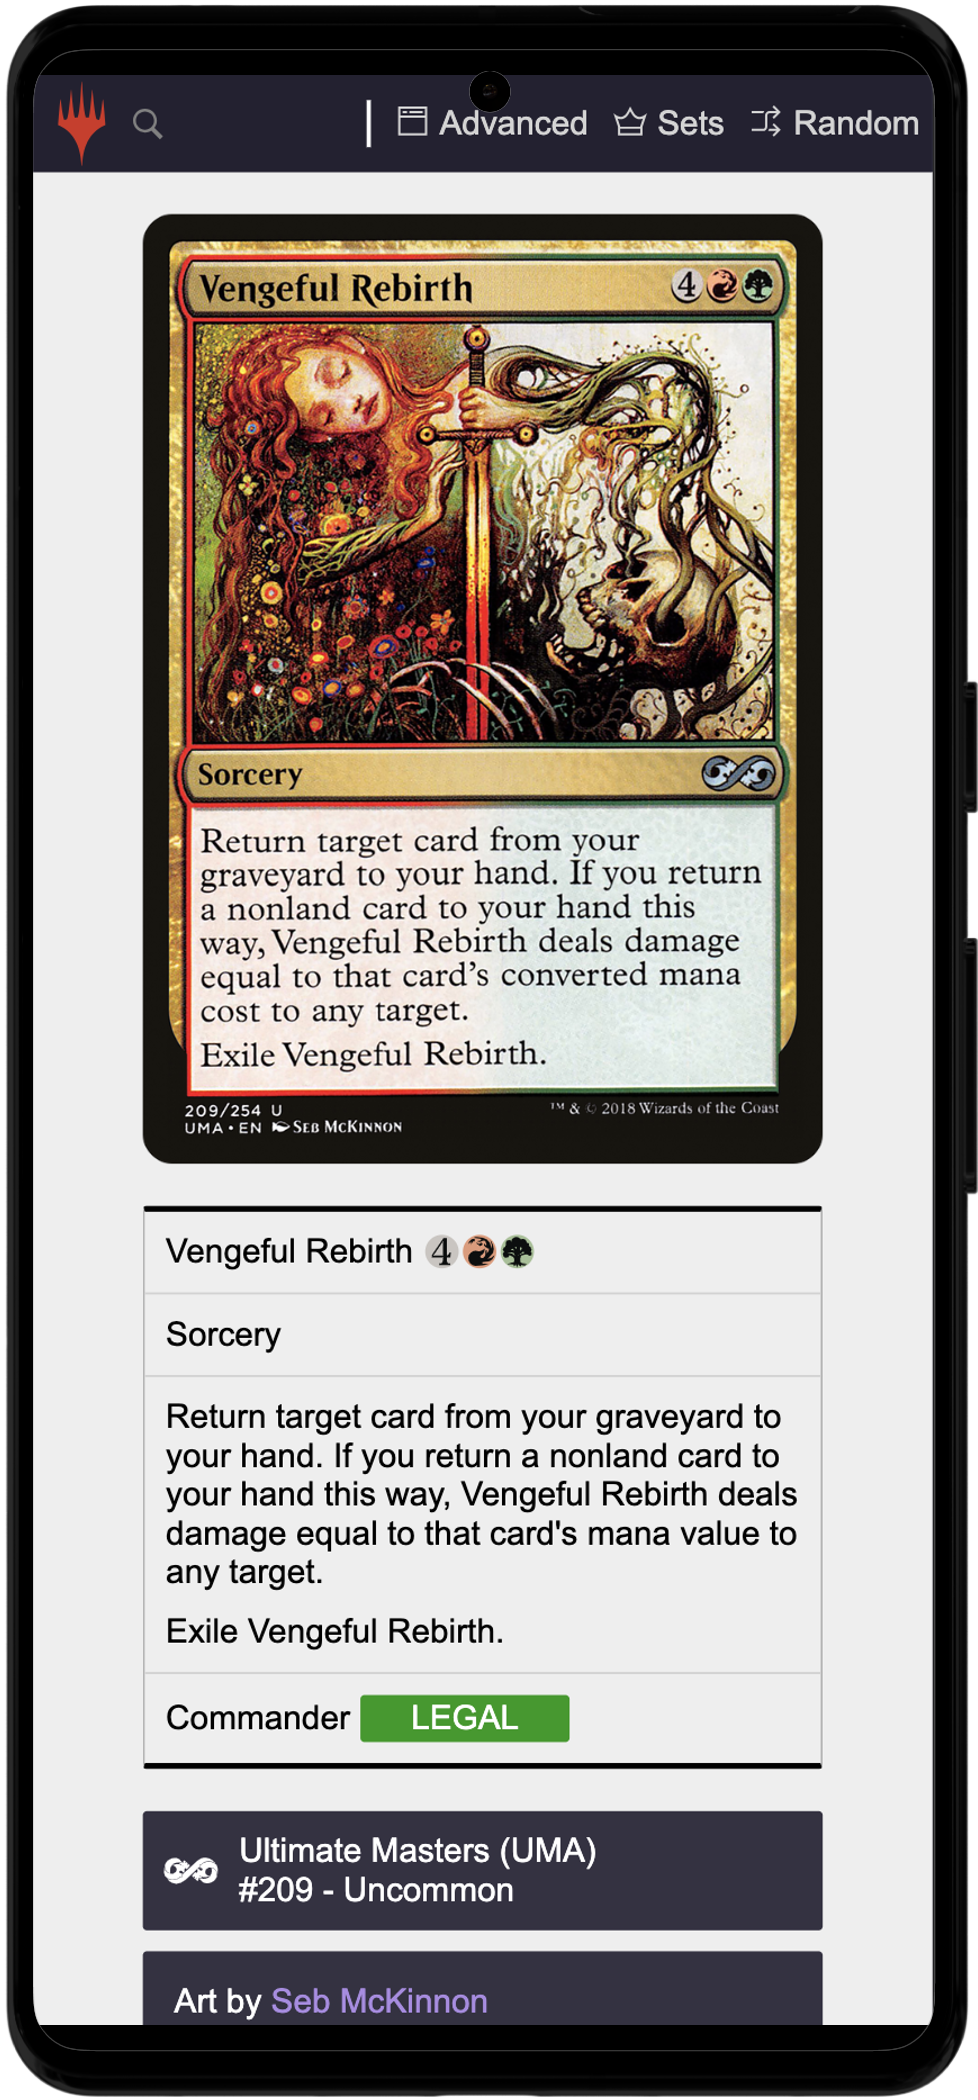 Advanced Sets Random
Vengeful Rebirth 4
Sorcery
Return target card from your
graveyard to your hand. If you return
a nonland card to your hand this
way, Vengeful Rebirth deals damage
equal to that card's converted mana
cost to any target.
Exile Vengeful Rebirth.
209/254 U
™ & © 2018 Wizards of the Coast
UMA • EN Seb McKinnon
Vengeful Rebirth 4
Sorcery
Return target card from your graveyard to
your hand. If you return a nonland card to
your hand this way, Vengeful Rebirth deals
damage equal to that card's mana value to
any target.
Exile Vengeful Rebirth.
Commander LEGAL
Ultimate Masters (UMA)
#209 - Uncommon
Art by Seb McKinnon